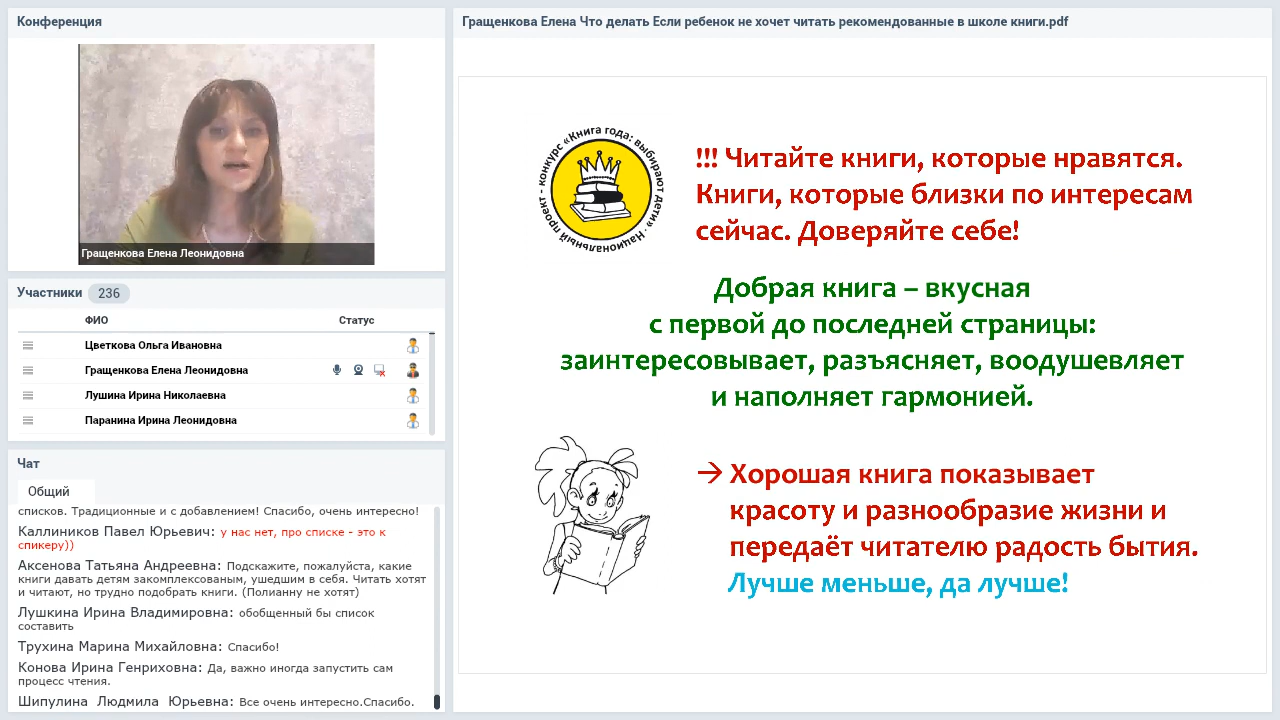 Конференция
Гращенкова Елена Леонидовна
Участники 236
ФИО Статус
Цветкова Ольга Ивановна
Гращенкова Елена Леонидовна
Лушина Ирина Николаевна
Паранина Ирина Леонидовна
Чат
Общий
списков. Традиционные и с добавлением! Спасибо, очень интересно!
Каллиников Павел Юрьевич: у нас нет, про списке - это к
спикеру))
Аксенова Татьяна Андреевна: Подскажите, пожалуйста, какие
книги давать детям закомплексованым, ушедшим в себя. Читать хотят
и читают, но трудно подобрать книги. (Полианну не хотят)
Лушкина Ирина Владимировна: обобщенный бы список
составить
Трухина Марина Михайловна: Спасибо!
Конова Ирина Генриховна: Да, важно иногда запустить сам
процесс чтения.
Шипулина Людмила Юрьевна: Все очень интересно.Спасибо.
Гращенкова Елена Что делать Если ребенок не хочет читать рекомендованные в школе книги.pdf
Национальный проект - конкурс «Книга года: выбирают дети»
!!! Читайте книги, которые нравятся.
Книги, которые близки по интересам
сейчас. Доверяйте себе!
Добрая книга – вкусная
с первой до последней страницы:
заинтересовывает, разъясняет, воодушевляет
и наполняет гармонией.
→ Хорошая книга показывает
красоту и разнообразие жизни и
передаёт читателю радость бытия.
Лучше меньше, да лучше!